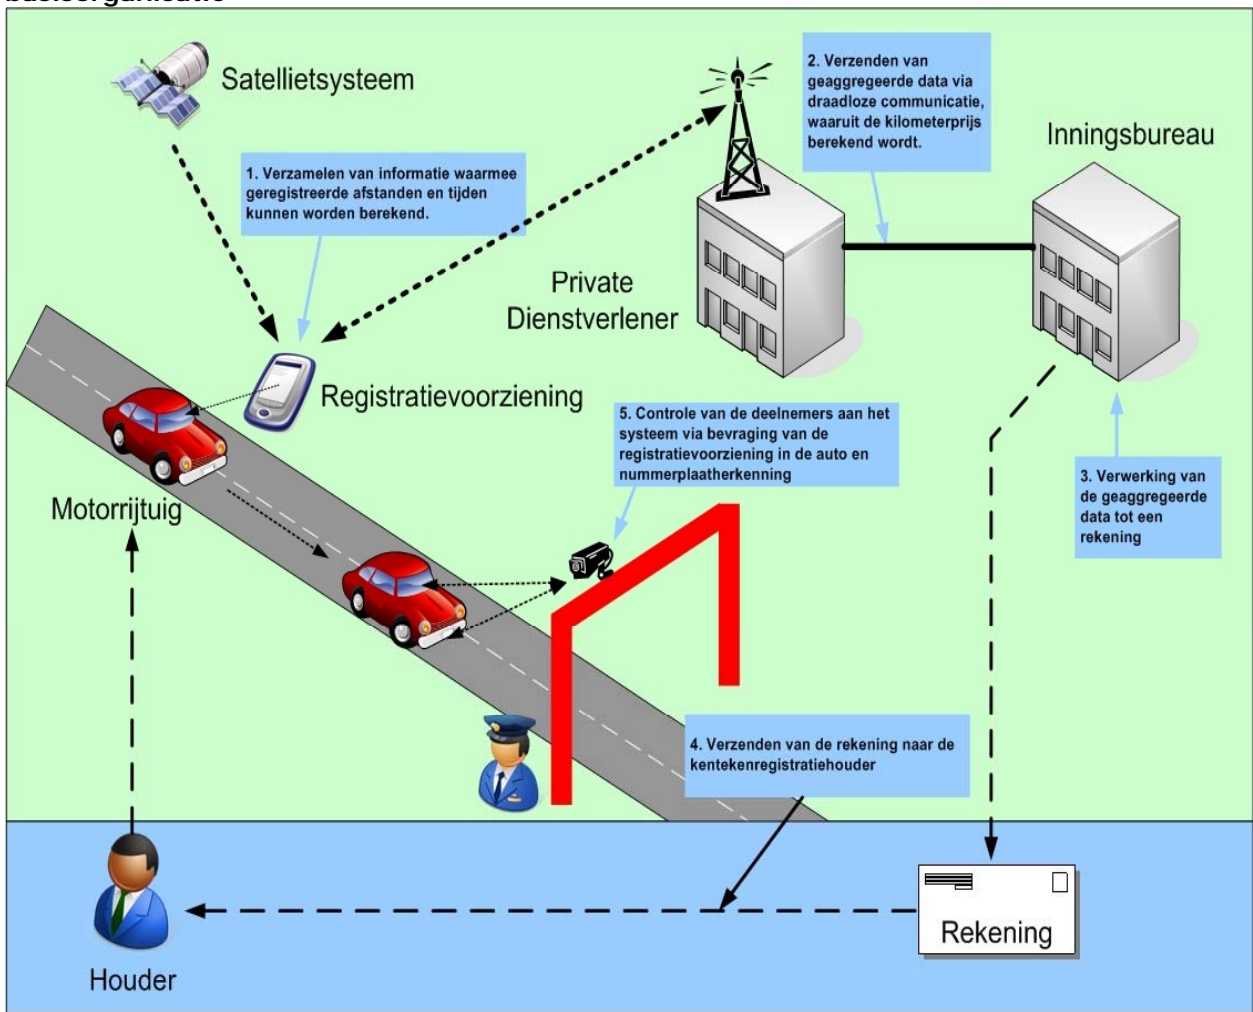 Satellietsysteem
2. Verzenden van
geaggregeerde data via
draadloze communicatie,
waaruit de kilometerprijs
berekend wordt.
Inningsbureau
1. Verzamelen van informatie waarmee
geregistreerde afstanden en tijden
kunnen worden berekend.
Private
Dienstverlener
Registratievoorziening
5. Controle van de deelnemers aan het
systeem via bevraging van de
registratievoorziening in de auto en
nummerplaatherkenning
3. Verwerking van
de geaggregeerde
data tot een
rekening
Motorrijtuig
4. Verzenden van de rekening naar de
kentekenregistratiehouder
Rekening
Houder